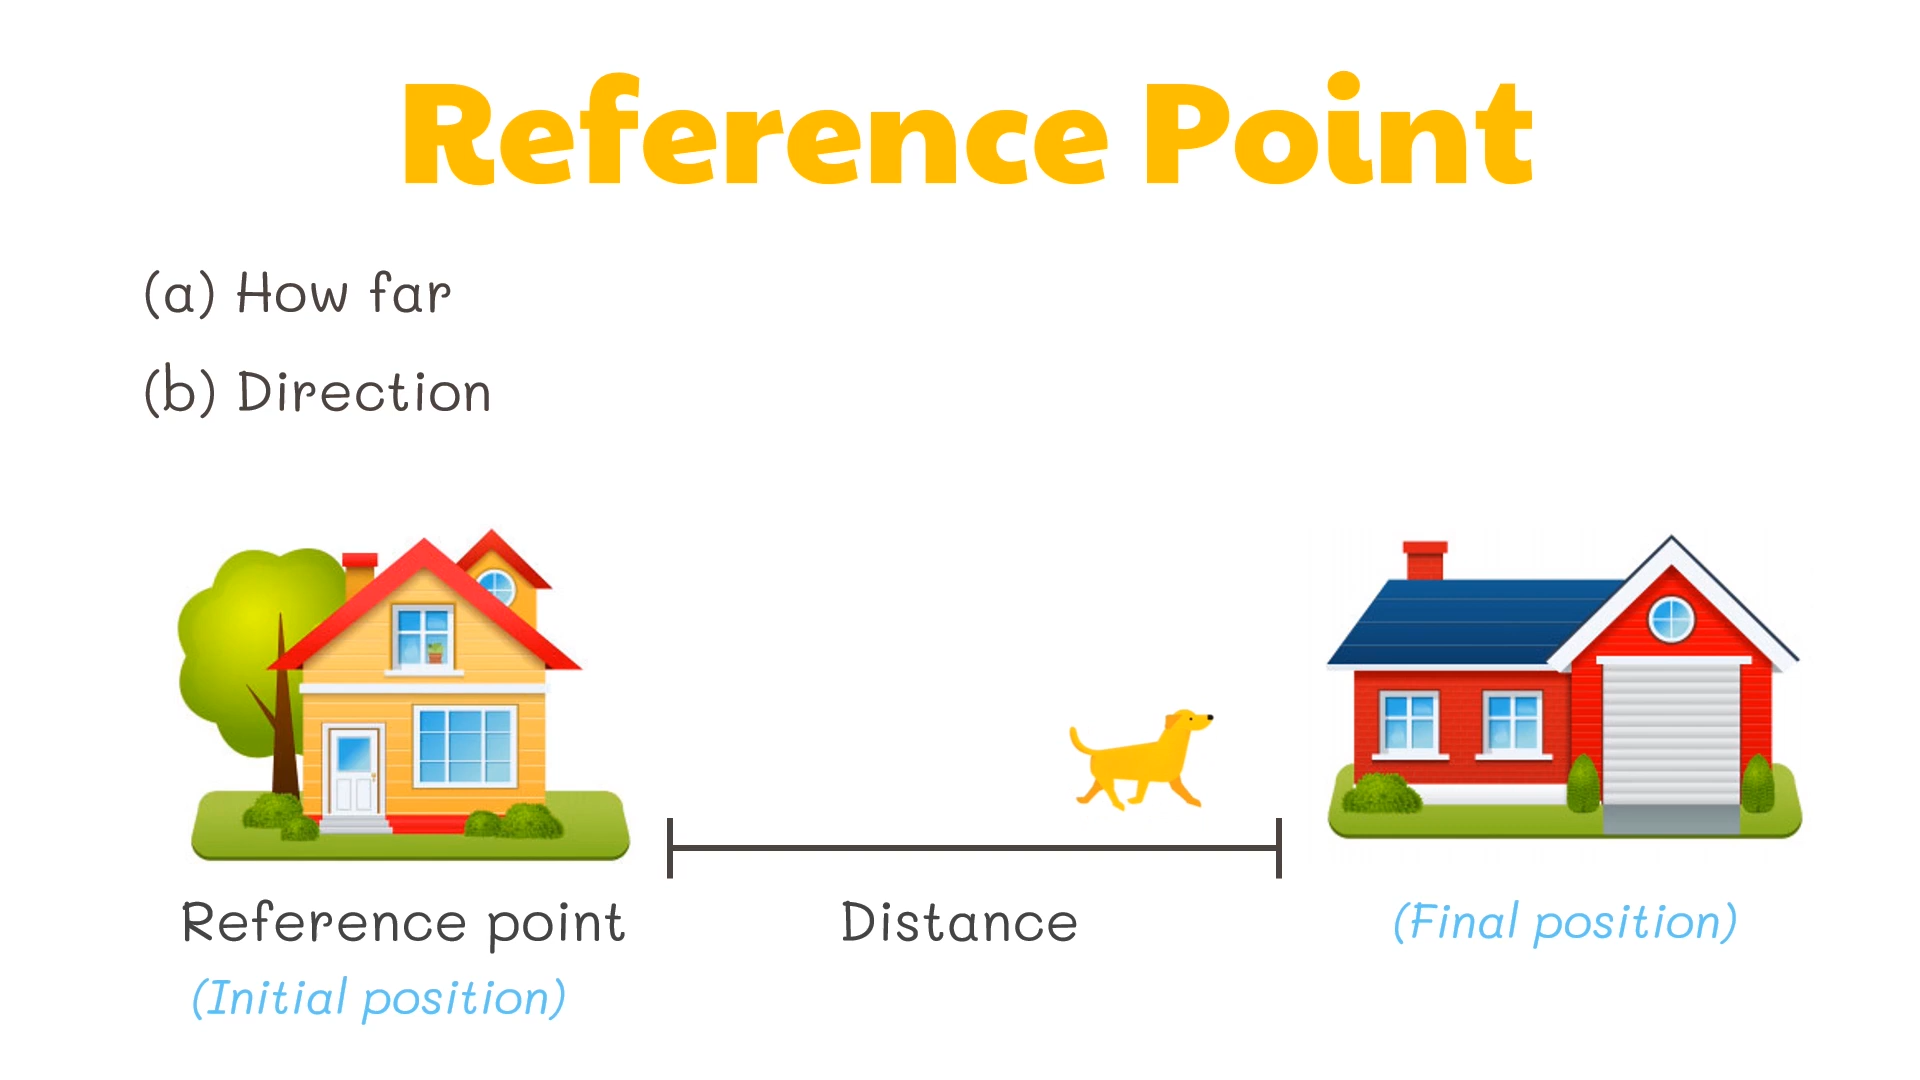 Reference Point
(a) How far
(b) Direction
Reference point
(Initial position)
Distance
(Final position)